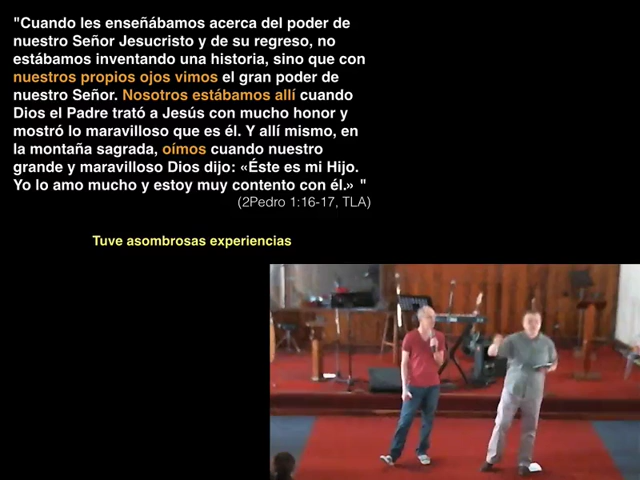 "Cuando les enseñábamos acerca del poder de
nuestro Señor Jesucristo y de su regreso, no
estábamos inventando una historia, sino que con
nuestros propios ojos vimos el gran poder de
nuestro Señor. Nosotros estábamos allí cuando
Dios el Padre trató a Jesús con mucho honor y
mostró lo maravilloso que es él. Y allí mismo, en
la montaña sagrada, oímos cuando nuestro
grande y maravilloso Dios dijo: «Éste es mi Hijo.
Yo lo amo mucho y estoy muy contento con él.» "
(2Pedro 1:16-17, TLA)
Tuve asombrosas experiencias